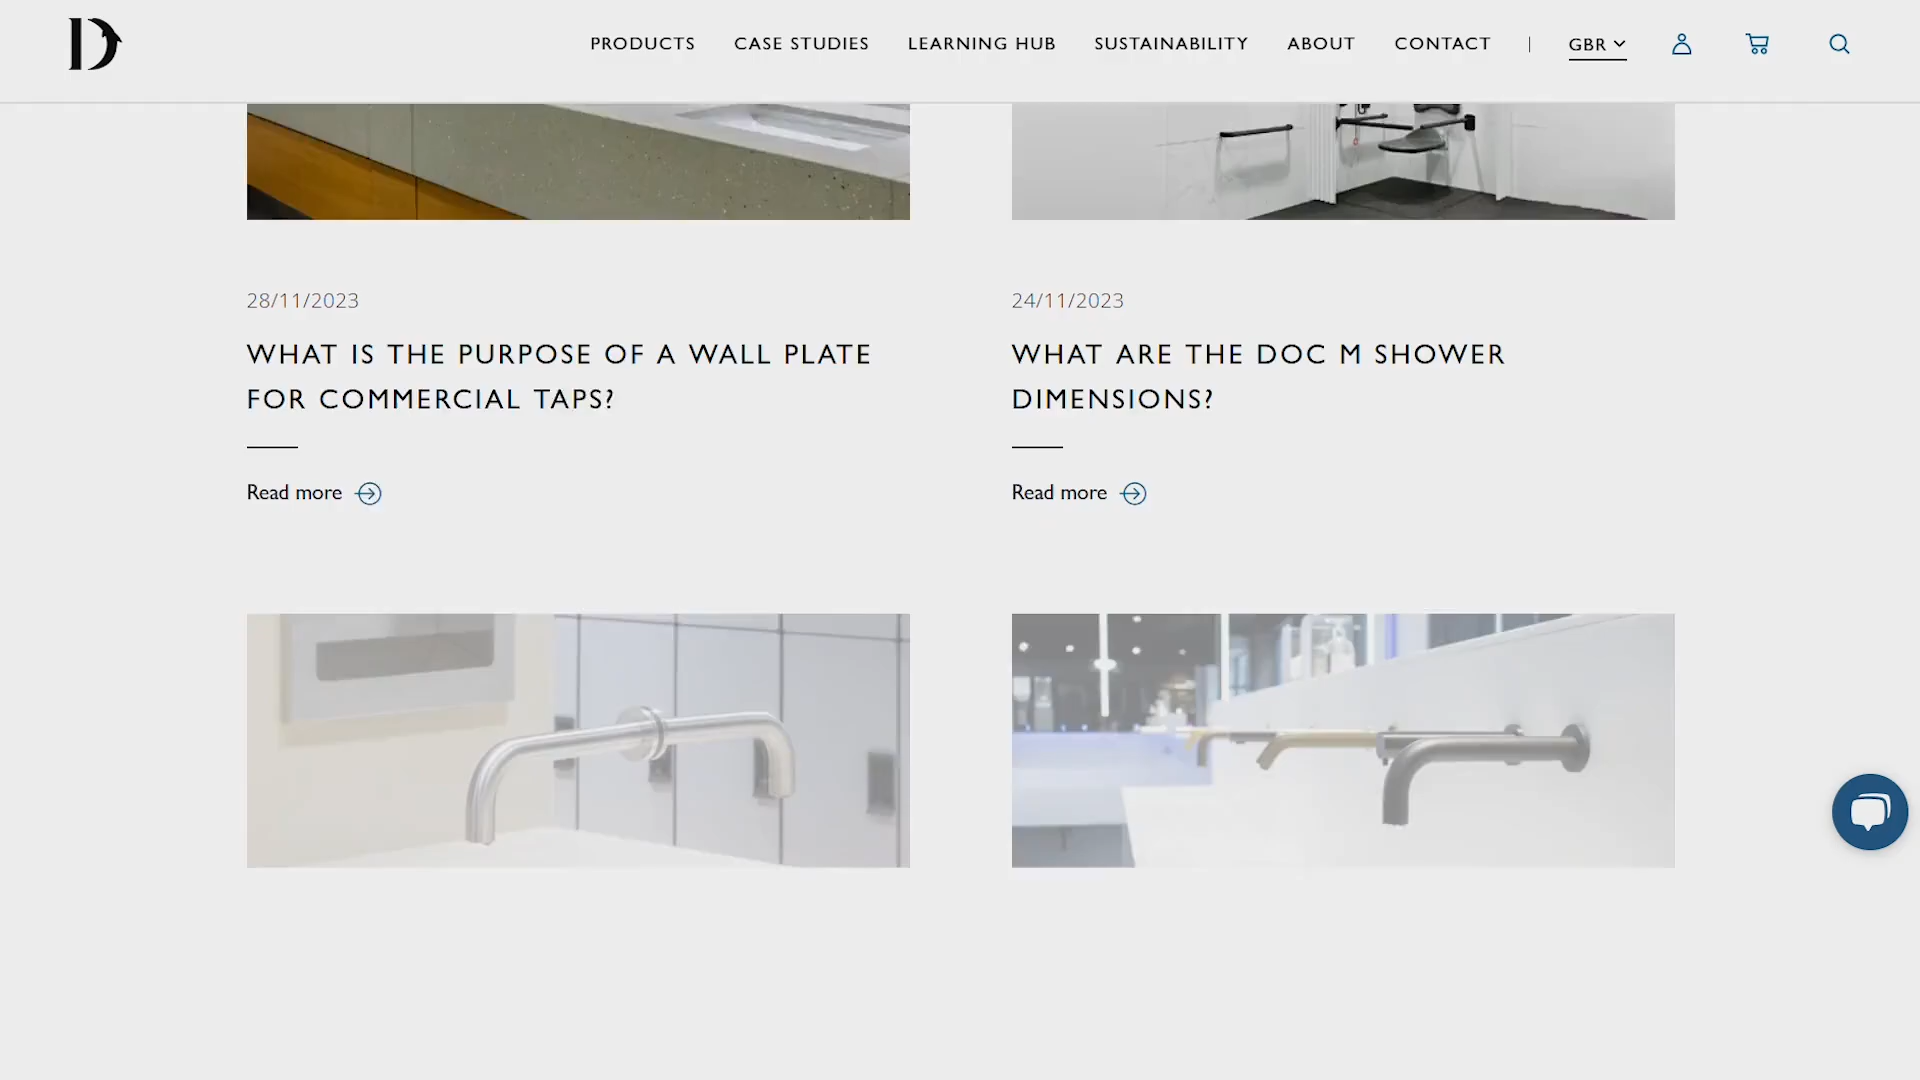 D
PRODUCTS CASE STUDIES LEARNING HUB SUSTAINABILITY ABOUT CONTACT | GBR
28/11/2023
WHAT IS THE PURPOSE OF A WALL PLATE
FOR COMMERCIAL TAPS?
Read more
24/11/2023
WHAT ARE THE DOC M SHOWER
DIMENSIONS?
Read more